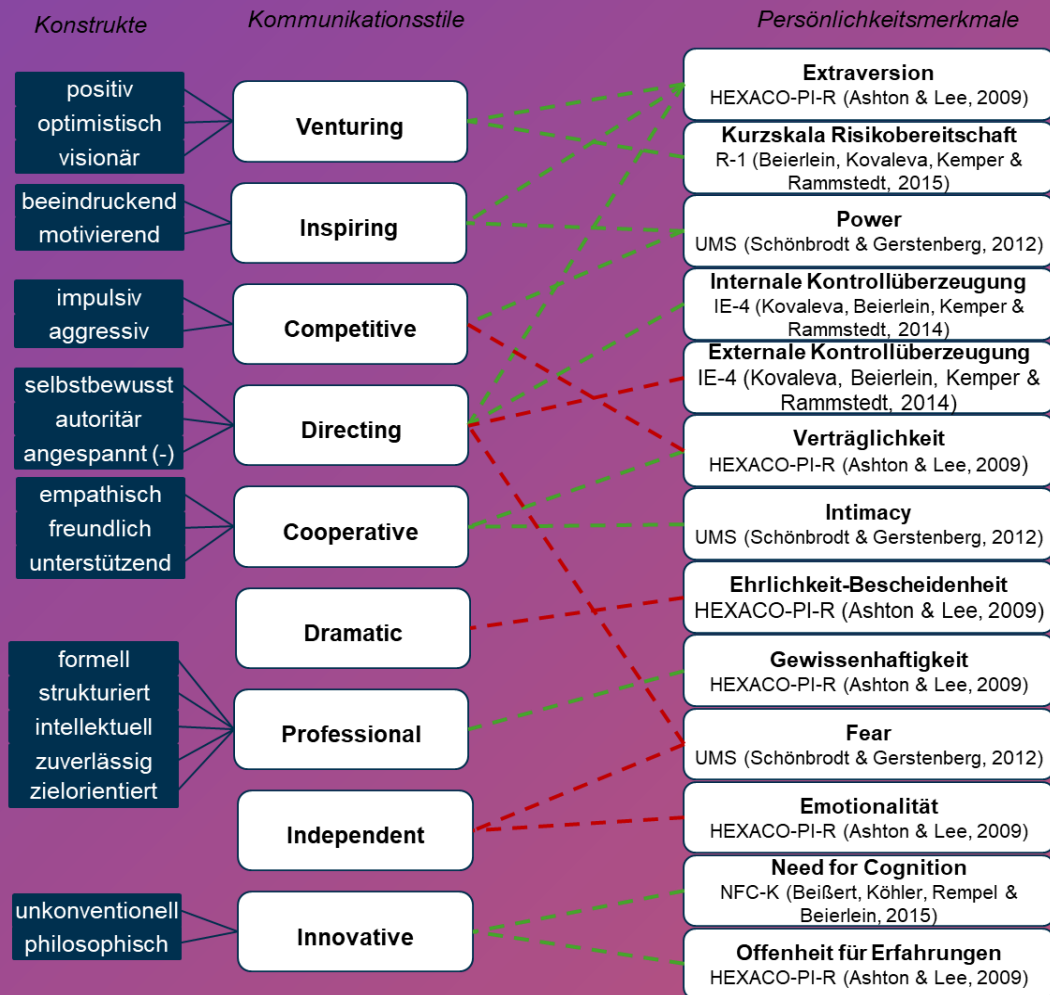 Konstrukte
Kommunikationsstile
Persönlichkeitsmerkmale
positiv
optimistisch
visionär
beeindruckend
motivierend
impulsiv
aggressiv
selbstbewusst
autoritär
angespannt (-)
empathisch
freundlich
unterstützend
formell
strukturiert
intellektuell
zuverlässig
zielorientiert
unkonventionell
philosophisch
Venturing
Inspiring
Competitive
Directing
Cooperative
Dramatic
Professional
Independent
Innovative
Extraversion
HEXACO-PI-R (Ashton & Lee, 2009)
Kurzskala Risikobereitschaft
R-1 (Beierlein, Kovaleva, Kemper &
Rammstedt, 2015)
Power
UMS (Schönbrodt & Gerstenberg, 2012)
Internale Kontrollüberzeugung
IE-4 (Kovaleva, Beierlein, Kemper &
Rammstedt, 2014)
Externale Kontrollüberzeugung
IE-4 (Kovaleva, Beierlein, Kemper &
Rammstedt, 2014)
Verträglichkeit
HEXACO-PI-R (Ashton & Lee, 2009)
Intimacy
UMS (Schönbrodt & Gerstenberg, 2012)
Ehrlichkeit-Bescheidenheit
HEXACO-PI-R (Ashton & Lee, 2009)
Gewissenhaftigkeit
HEXACO-PI-R (Ashton & Lee, 2009)
Fear
UMS (Schönbrodt & Gerstenberg, 2012)
Emotionalität
HEXACO-PI-R (Ashton & Lee, 2009)
Need for Cognition
NFC-K (Beißert, Köhler, Rempel &
Beierlein, 2015)
Offenheit für Erfahrungen
HEXACO-PI-R (Ashton & Lee, 2009)